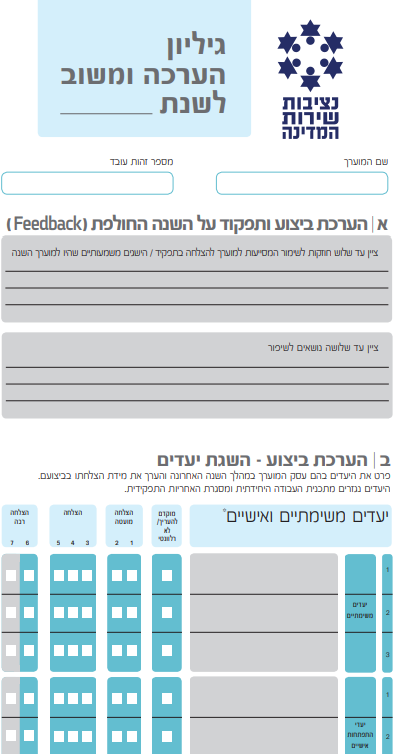 גיליון
הערכה ומשוב
לשנת ___________
נציבות
שירות
המדינה
שם המוערך
מספר זהות עובד
א | הערכת ביצוע ותפקוד על השנה החולפת (Feedback)
ציין עד שלוש חוזקות לשימור המסייעות למוערך להצלחה בתפקיד / הישגים משמעותיים שהיו למוערך השנה
ציין עד שלושה נושאים לשיפור
ב | הערכת ביצוע - השגת יעדים
פרט את היעדים בהם עסק המוערך במהלך השנה האחרונה והערך את מידת הצלחתו בביצועם.
היעדים נגזרים מתכנית העבודה היחידתית ומסגרת האחריות התפקידית.
יעדים משימתיים ואישיים*
מוקדם
להעריך/
לא
רלוונטי
הצלחה
מועטה
1 2
הצלחה
3 4 5
הצלחה
רבה
6 7
1
יעדים
משימתיים
2
3
1
יעדי
התפתחות
אישיים
2